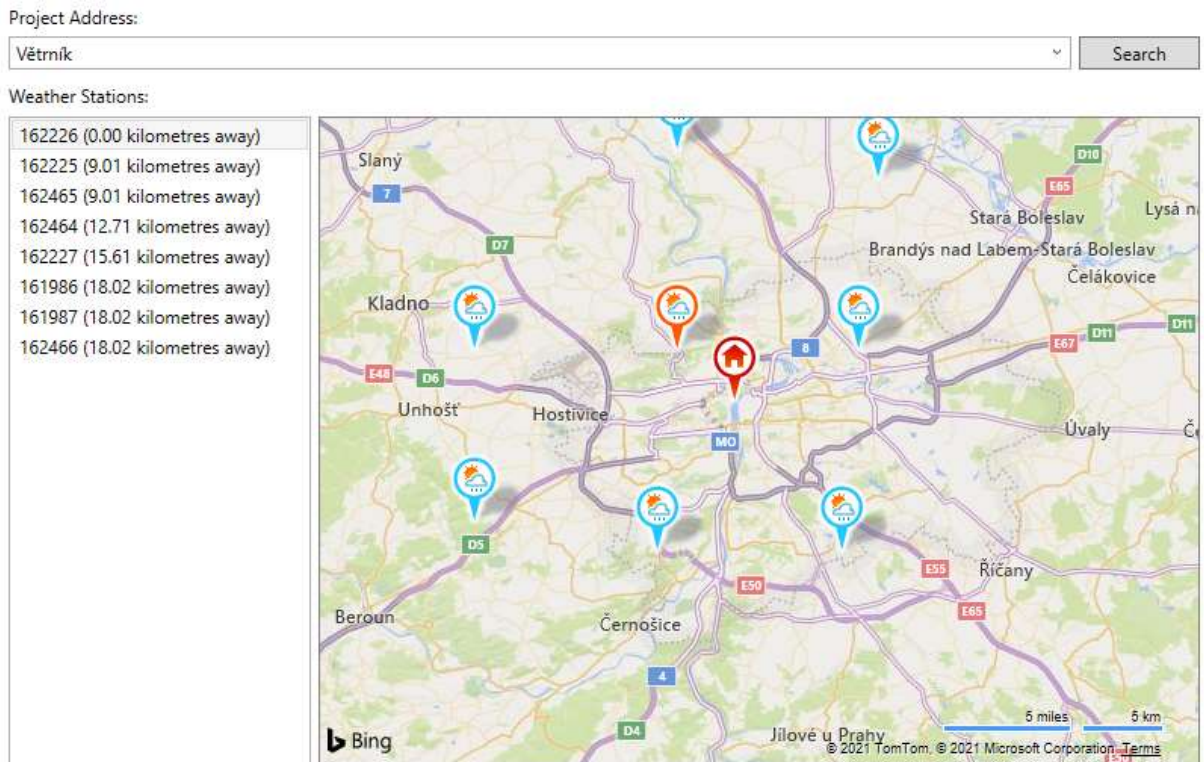 Project Address:
Větrník
Search
Weather Stations:
162226 (0.00 kilometres away)
162225 (9.01 kilometres away)
162465 (9.01 kilometres away)
162464 (12.71 kilometres away)
162227 (15.61 kilometres away)
161986 (18.02 kilometres away)
161987 (18.02 kilometres away)
162466 (18.02 kilometres away)
Slaný
D10
7
E65
Lysá
Stará Boleslav
D7
Brandýs nad Labem-Stará Boleslav
Čelákovice
Kladno
D11
D11
E67
8
E48
D6
Unhošť
Hostivice
Úvaly
MO
D5
E55
Říčany
E50
E65
Beroun
Černošice
4
5 miles
5 km
D4
Jílové u Prahy
Bing
© 2021 TomTom, © 2021 Microsoft Corporation Terms